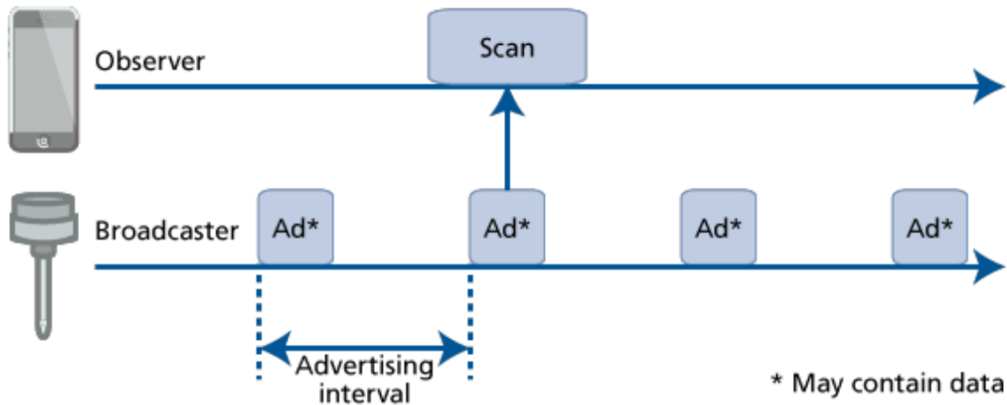 Observer
Scan
Broadcaster
Ad*
Ad*
Ad*
Ad*
Advertising
interval
* May contain data